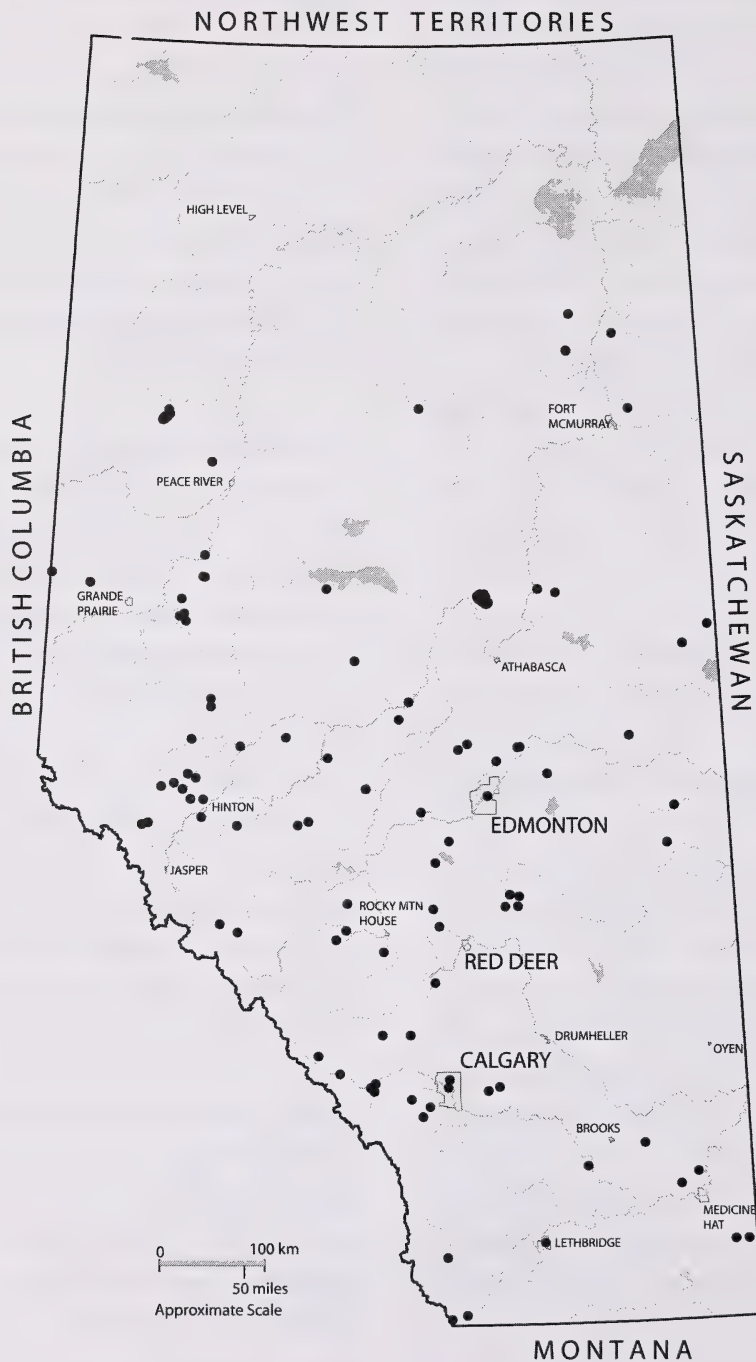 NORTHWEST TERRITORIES
HIGH LEVEL
FORT
MCMURRAY
BRITISH COLUMBIA
SASKATCHEWAN
PEACE RIVER
GRANDE
PRAIRIE
ATHABASCA
HINTON
EDMONTON
JASPER
ROCKY MTN
HOUSE
RED DEER
DRUMHELLER
OYEN
CALGARY
BROOKS
MEDICINE
HAT
LETHBRIDGE
0 100 km
50 miles
Approximate Scale
MONTANA